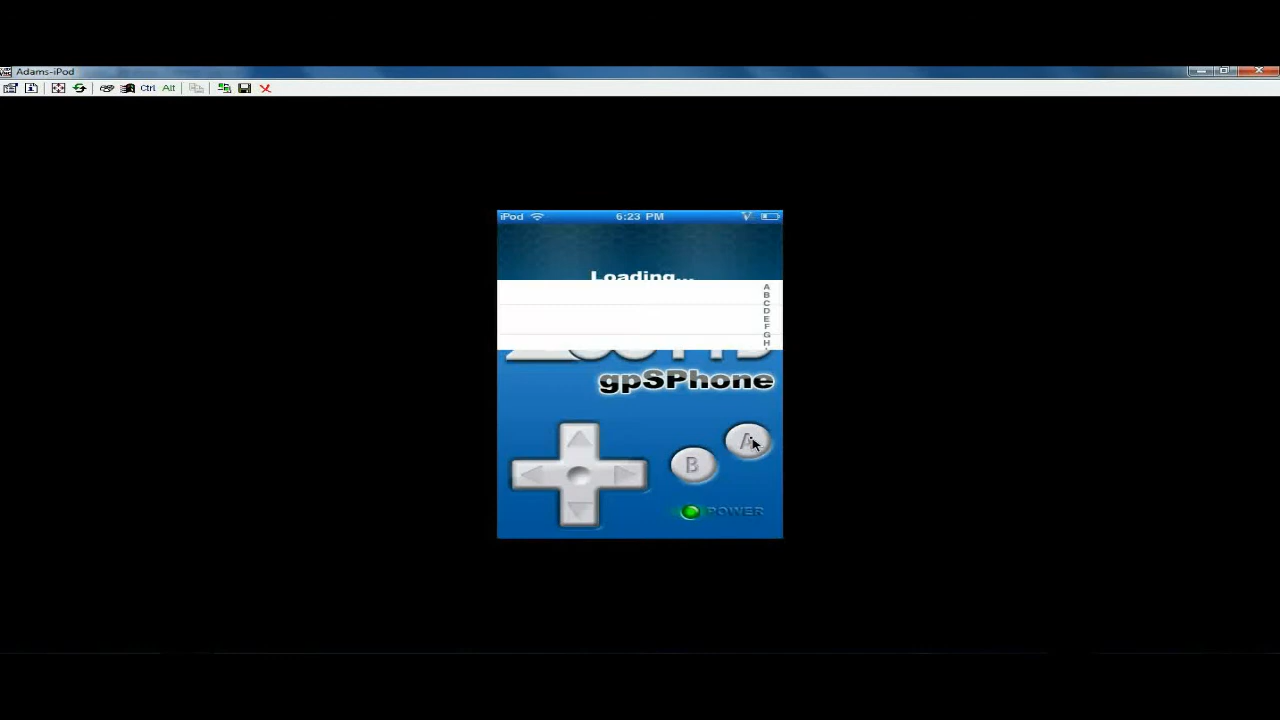 Adams-iPod
Ctrl Alt
iPod 6:23 PM
Loading...
A
B
C
D
E
F
G
H
gpSPhone
A
B
POWER